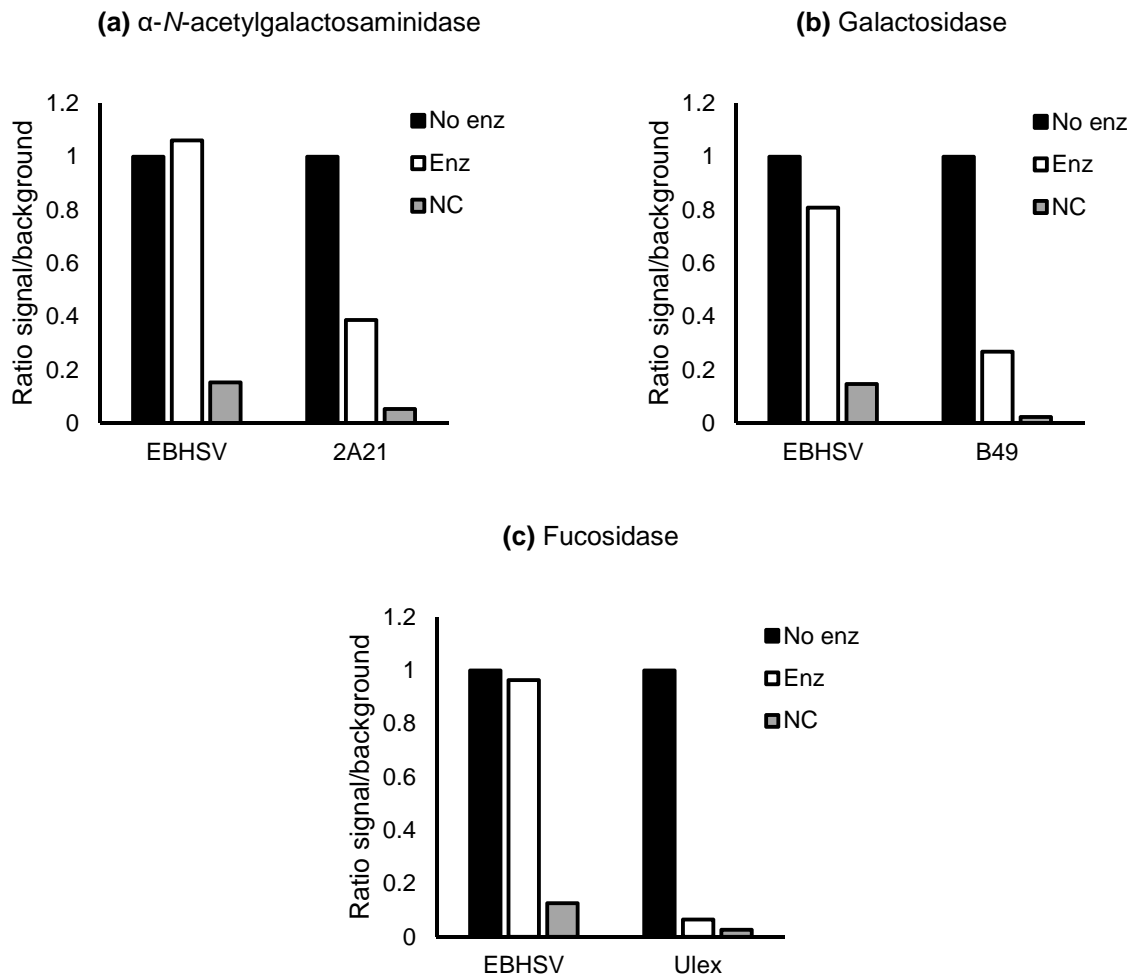 (a) α-N-acetylgalactosaminidase
Ratio signal/background
1.2
1
0.8
0.6
0.4
0.2
0
No enz
Enz
NC
EBHSV 2A21
(b) Galactosidase
Ratio signal/background
1.2
1
0.8
0.6
0.4
0.2
0
No enz
Enz
NC
EBHSV B49
(c) Fucosidase
Ratio signal/background
1.2
1
0.8
0.6
0.4
0.2
0
No enz
Enz
NC
EBHSV Ulex